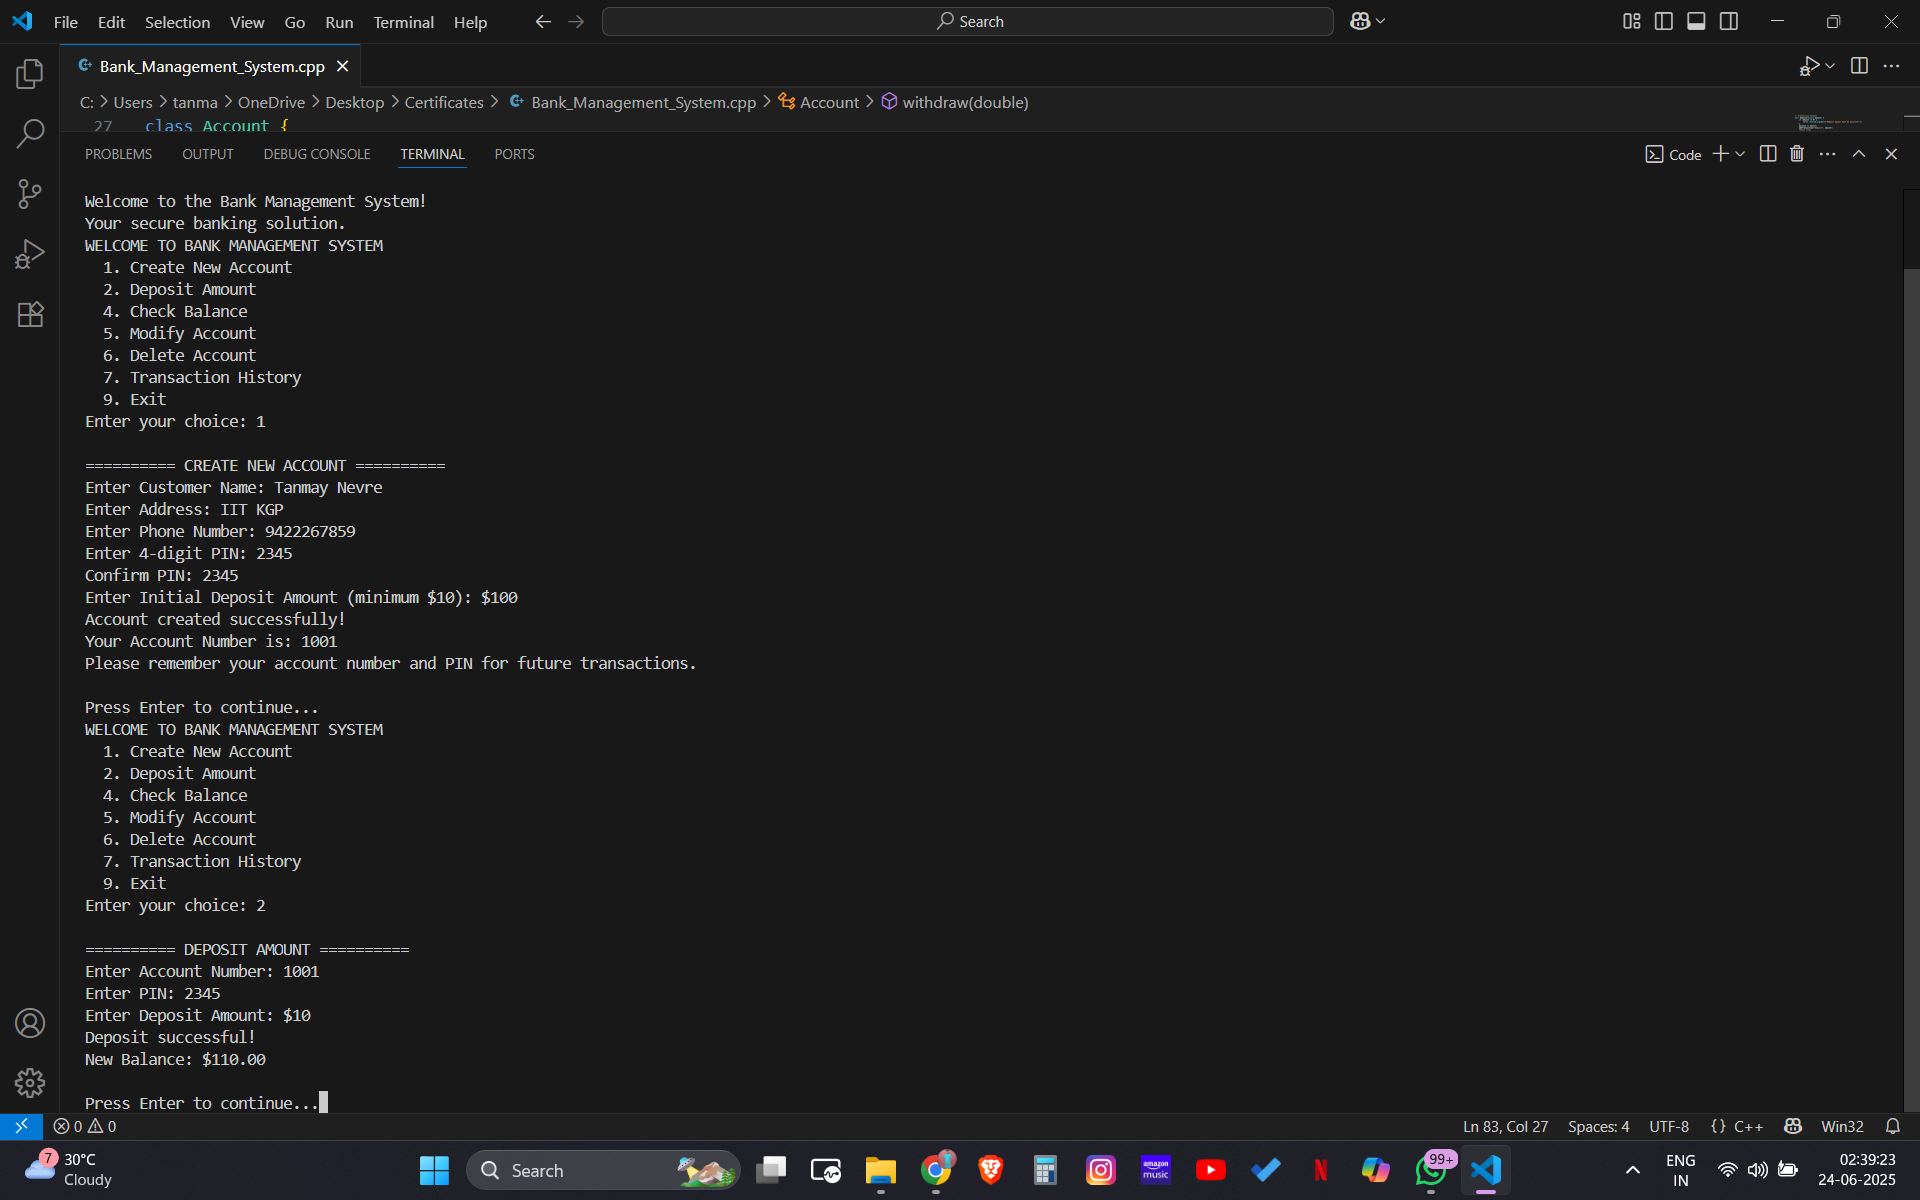 File Edit Selection View Go Run Terminal Help
Search
Bank_Management_System.cpp
C: > Users > tanma > OneDrive > Desktop > Certificates > Bank_Management_System.cpp > Account > withdraw(double)
27 class Account {
PROBLEMS OUTPUT DEBUG CONSOLE TERMINAL PORTS
Code
Welcome to the Bank Management System!
Your secure banking solution.
WELCOME TO BANK MANAGEMENT SYSTEM
1. Create New Account
2. Deposit Amount
4. Check Balance
5. Modify Account
6. Delete Account
7. Transaction History
9. Exit
Enter your choice: 1
========== CREATE NEW ACCOUNT ==========
Enter Customer Name: Tanmay Nevre
Enter Address: IIT KGP
Enter Phone Number: 9422267859
Enter 4-digit PIN: 2345
Confirm PIN: 2345
Enter Initial Deposit Amount (minimum $10): $100
Account created successfully!
Your Account Number is: 1001
Please remember your account number and PIN for future transactions.
Press Enter to continue...
WELCOME TO BANK MANAGEMENT SYSTEM
1. Create New Account
2. Deposit Amount
4. Check Balance
5. Modify Account
6. Delete Account
7. Transaction History
9. Exit
Enter your choice: 2
========== DEPOSIT AMOUNT ==========
Enter Account Number: 1001
Enter PIN: 2345
Enter Deposit Amount: $10
Deposit successful!
New Balance: $110.00
Press Enter to continue...
0 0
Ln 83, Col 27 Spaces: 4 UTF-8 {} C++ Win32
7
30°C
Cloudy
Search
amazon music
99+
ENG
IN
02:39:23
24-06-2025